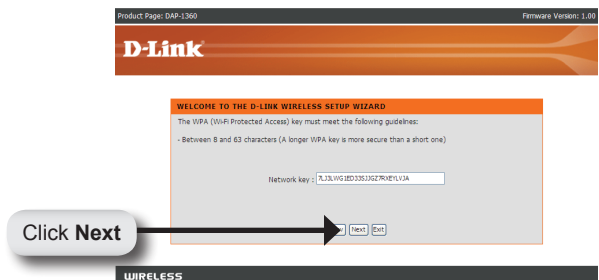 Product Page: DAP-1360 Firmware Version: 1.00
D-Link
WELCOME TO THE D-LINK WIRELESS SETUP WIZARD
The WPA (Wi-Fi Protected Access) key must meet the following guidelines:
- Between 8 and 63 characters (A longer WPA key is more secure than a short one)
Network key :
Click Next
Next Exit
WIRELESS